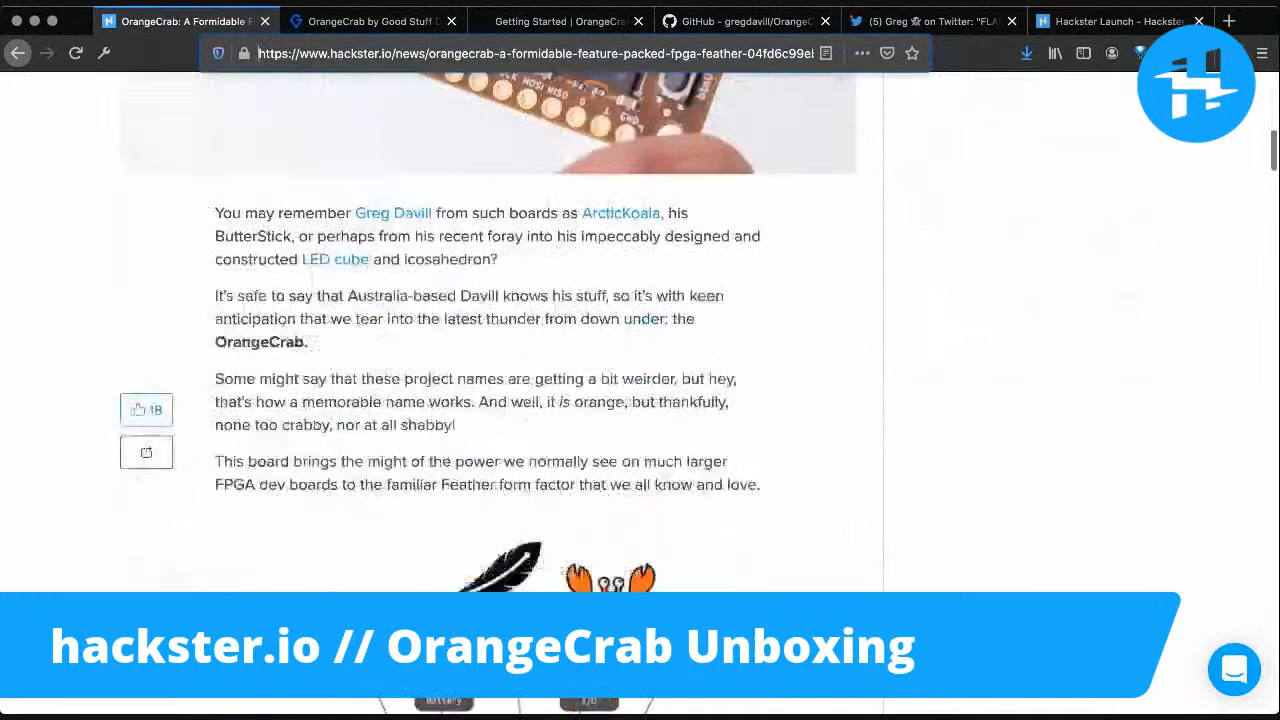 OrangeCrab: A Formidable F
OrangeCrab by Good Stuff D
Getting Started | OrangeCra
GitHub - gregdavill/OrangeC
(5) Greg on Twitter: "FLA
Hackster Launch - Hackster
https://www.hackster.io/news/orangecrab-a-formidable-feature-packed-fpga-feather-04fd6c99eb
MOSI MISO 0 1 GND
You may remember Greg Davill from such boards as ArcticKoala, his
ButterStick, or perhaps from his recent foray into his impeccably designed and
constructed LED cube and icosahedron?
It's safe to say that Australia-based Davill knows his stuff, so it's with keen
anticipation that we tear into the latest thunder from down under: the
OrangeCrab.
Some might say that these project names are getting a bit weirder, but hey,
that's how a memorable name works. And well, it is orange, but thankfully,
none too crabby, nor at all shabby!
18
This board brings the might of the power we normally see on much larger
FPGA dev boards to the familiar Feather form factor that we all know and love.
hackster.io // OrangeCrab Unboxing
Battery
I/O